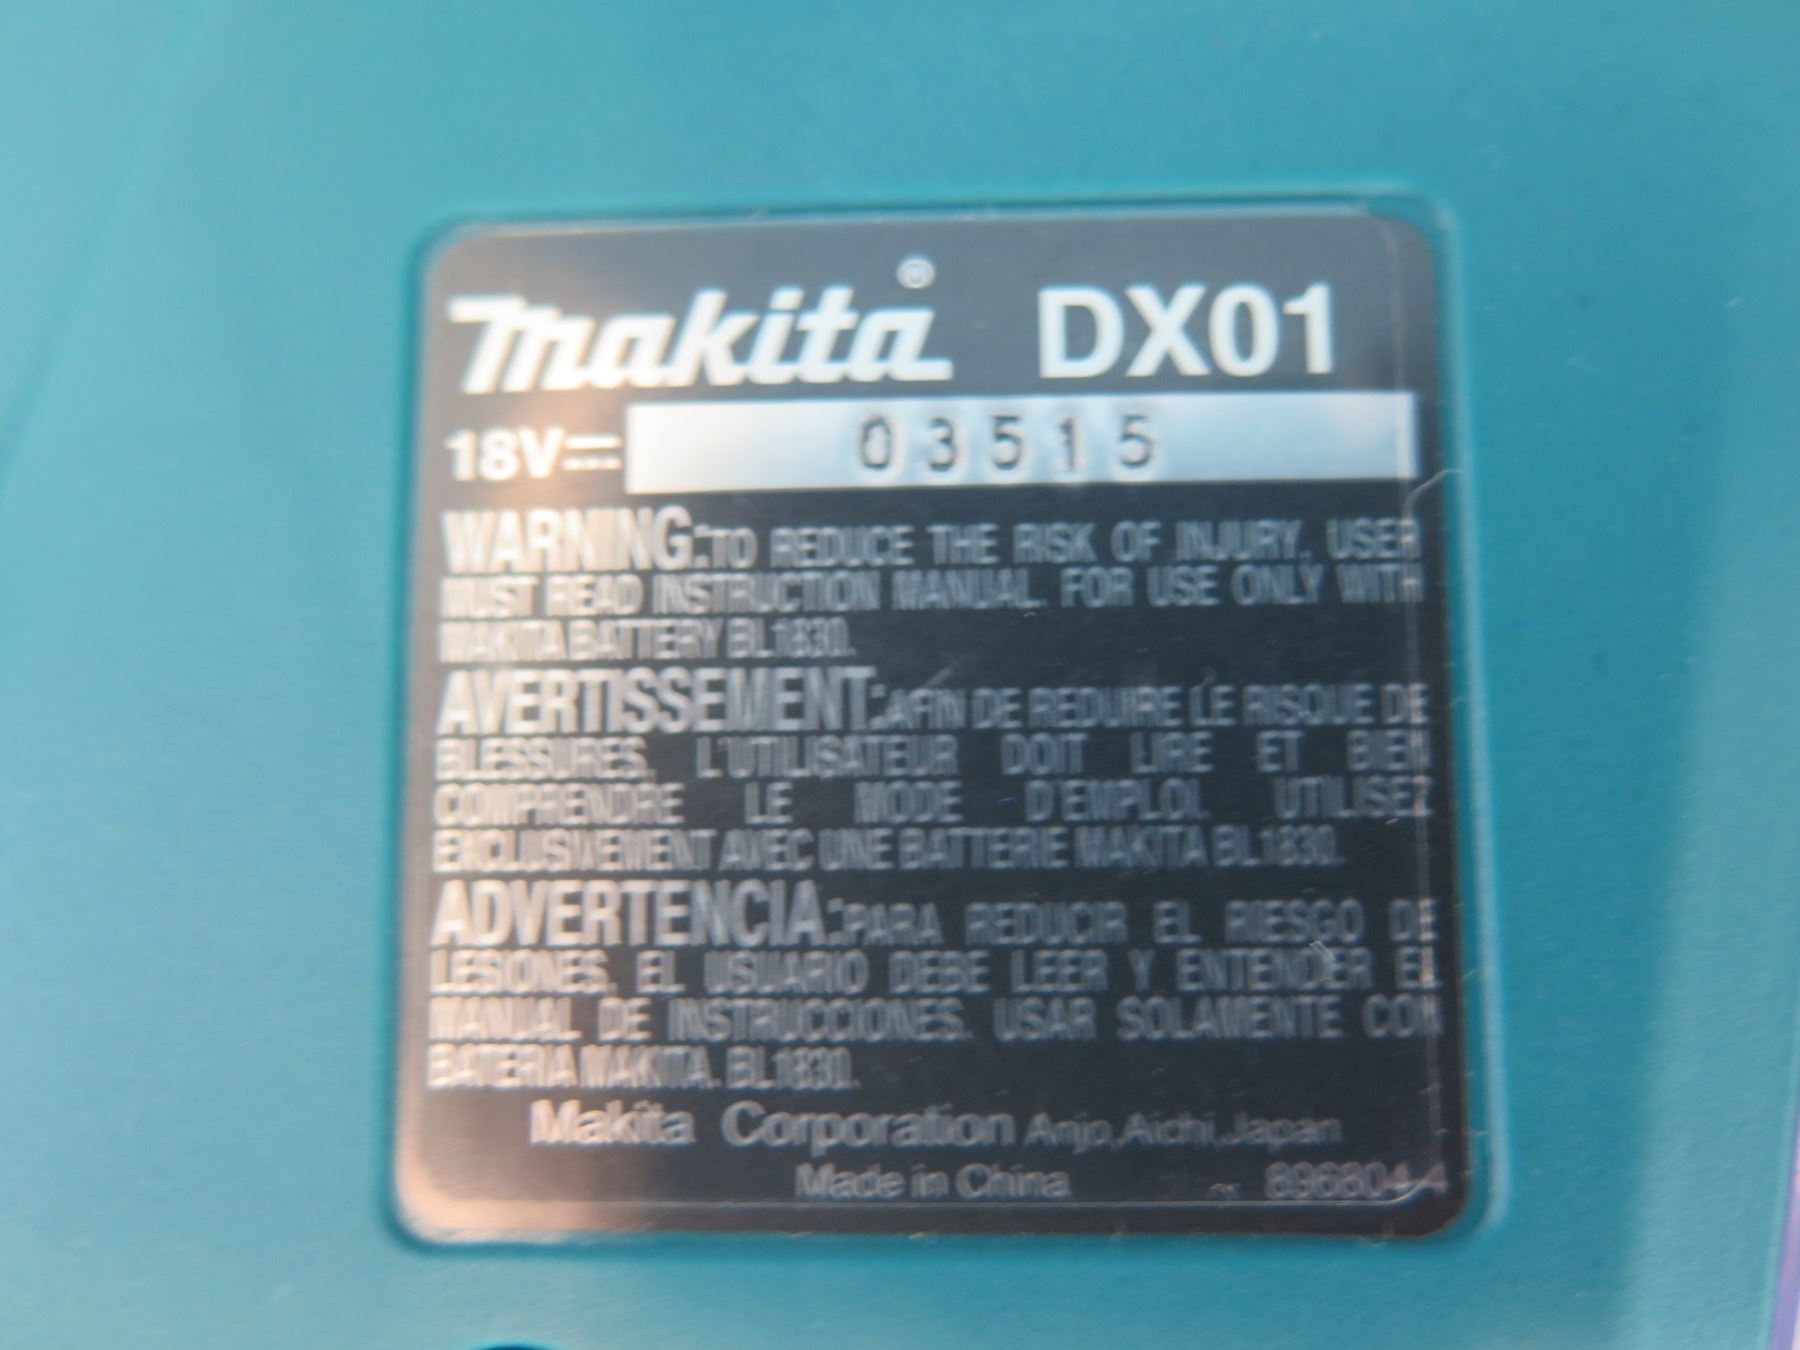 makita® DX01
18V⎓ 03515
WARNING: TO REDUCE THE RISK OF INJURY, USER
MUST READ INSTRUCTION MANUAL. FOR USE ONLY WITH
MAKITA BATTERY BL1830.
AVERTISSEMENT: AFIN DE REDUIRE LE RISQUE DE
BLESSURES, L'UTILISATEUR DOIT LIRE ET BIEN
COMPRENDRE LE MODE D'EMPLOI. UTILISEZ
EXCLUSIVEMENT AVEC UNE BATTERIE MAKITA BL1830.
ADVERTENCIA: PARA REDUCIR EL RIESGO DE
LESIONES, EL USUARIO DEBE LEER Y ENTENDER EL
MANUAL DE INSTRUCCIONES. USAR SOLAMENTE CON
BATERIA MAKITA. BL1830.
Makita Corporation Anjo, Aichi, Japan
Made in China 896804-4